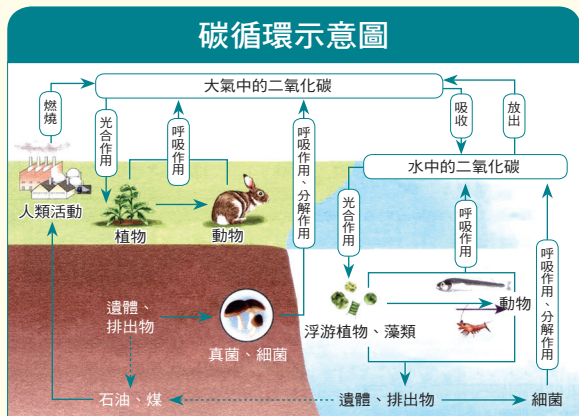 碳循環示意圖
大氣中的二氧化碳
燃燒
光合作用
呼吸作用
呼吸作用、分解作用
吸收
放出
水中的二氧化碳
人類活動
植物
動物
光合作用
呼吸作用
呼吸作用、分解作用
遺體、
排出物
真菌、細菌
浮游植物、藻類
動物
石油、煤
遺體、排出物
細菌